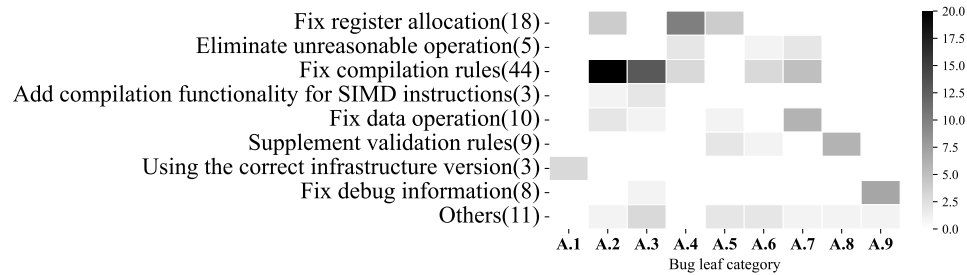 Fix register allocation(18)
Eliminate unreasonable operation(5)
Fix compilation rules(44)
Add compilation functionality for SIMD instructions(3)
Fix data operation(10)
Supplement validation rules(9)
Using the correct infrastructure version(3)
Fix debug information(8)
Others(11)
A.1 A.2 A.3 A.4 A.5 A.6 A.7 A.8 A.9
Bug leaf category
20.0
17.5
15.0
12.5
10.0
7.5
5.0
2.5
0.0